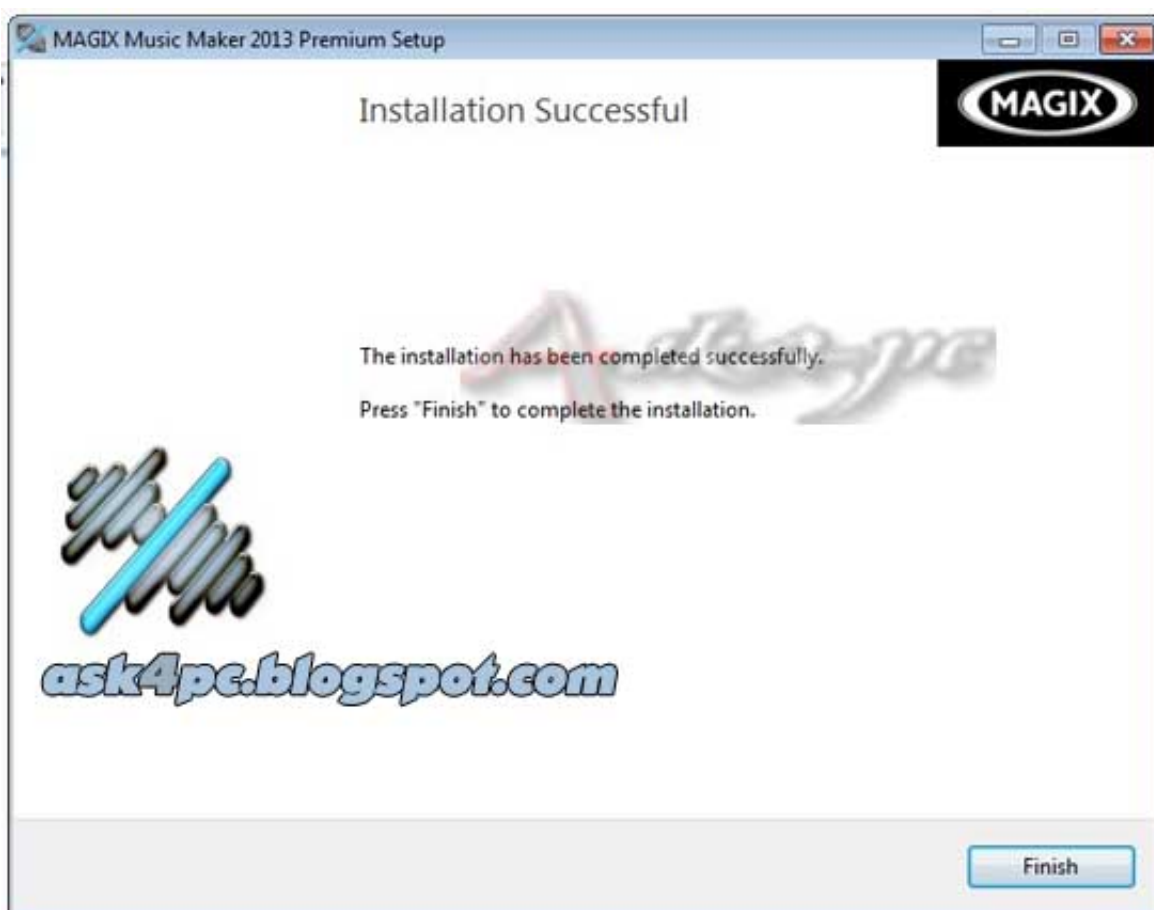 MAGIX Music Maker 2013 Premium Setup
Installation Successful
MAGIX
The installation has been completed successfully.
Press "Finish" to complete the installation.
ask4pc.blogspot.com
Finish